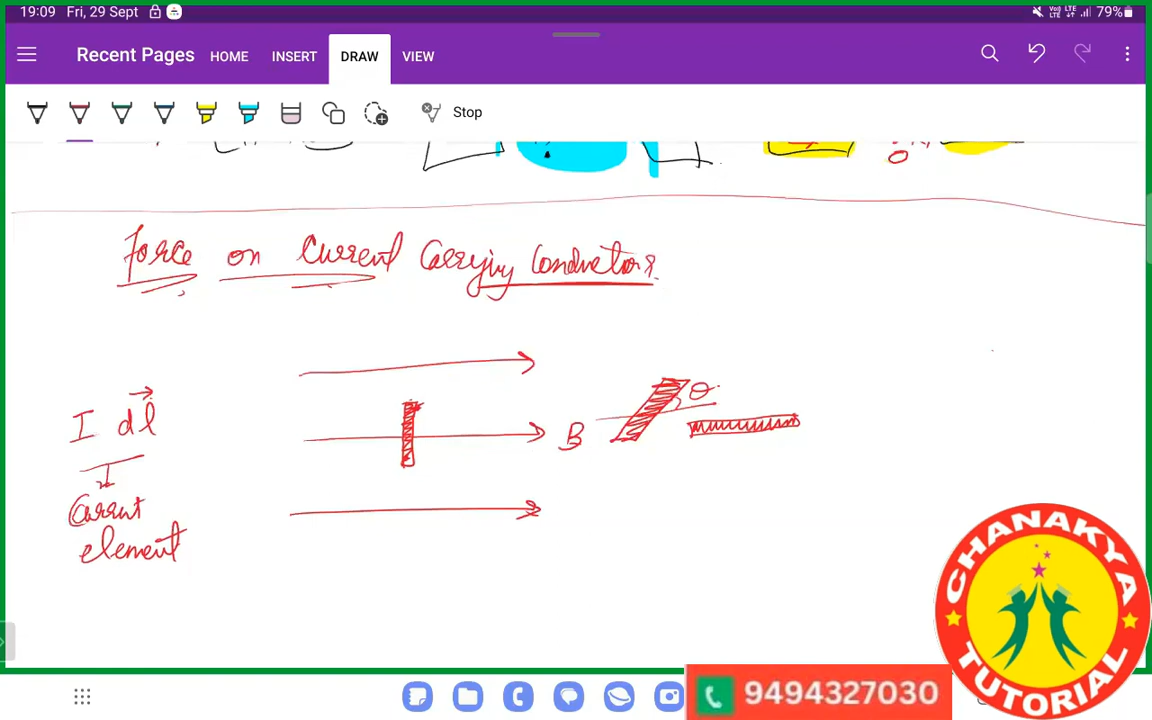 19:09 Fri, 29 Sept
79%
Recent Pages HOME INSERT DRAW VIEW
Stop
Force on Current Carrying Conductors
I dl
Current
element
B
θ
CHANAKYA
TUTORIAL
9494327030